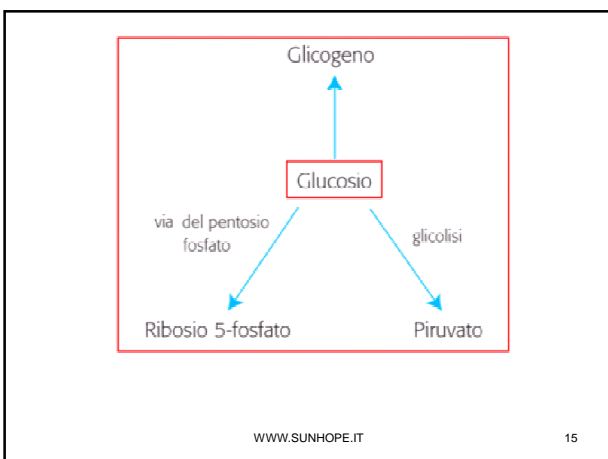 Glicogeno
Glucosio
via del pentosio
fosfato
glicolisi
Ribosio 5-fosfato
Piruvato
WWW.SUNHOPE.IT
15